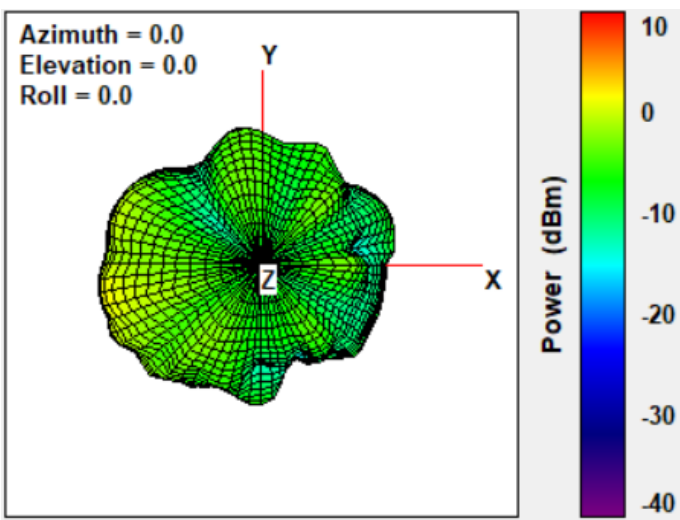 Azimuth = 0.0
Elevation = 0.0
Roll = 0.0
Y
X
Z
Power (dBm)
10
0
-10
-20
-30
-40